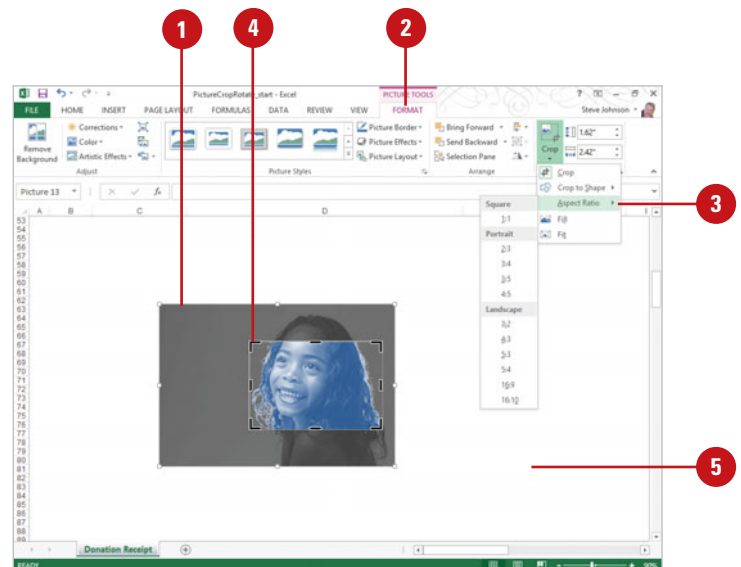 1 4 2
PictureCropRotate_start - Excel PICTURE TOOLS ?
FILE HOME INSERT PAGE LAYOUT FORMULAS DATA REVIEW VIEW FORMAT Steve Johnson
Remove Background
Corrections
Color
Artistic Effects
Adjust
Picture Styles
Picture Border
Picture Effects
Picture Layout
Bring Forward
Send Backward
Selection Pane
Arrange
Crop
1.62"
2.42"
Picture 13 fx
Crop
Crop to Shape
Aspect Ratio
Fill
Fit
3
A B C D I
Square
1:1
Portrait
2:3
3:4
3:5
4:5
Landscape
3:2
4:3
5:3
5:4
16:9
16:10
53
54
55
56
57
58
59
60
61
62
63
64
65
66
67
68
69
70
71
72
73
74
75
76
77
78
79
80
81
82
83
84
85
86
87
88
89
5
Donation Receipt
READY 90%